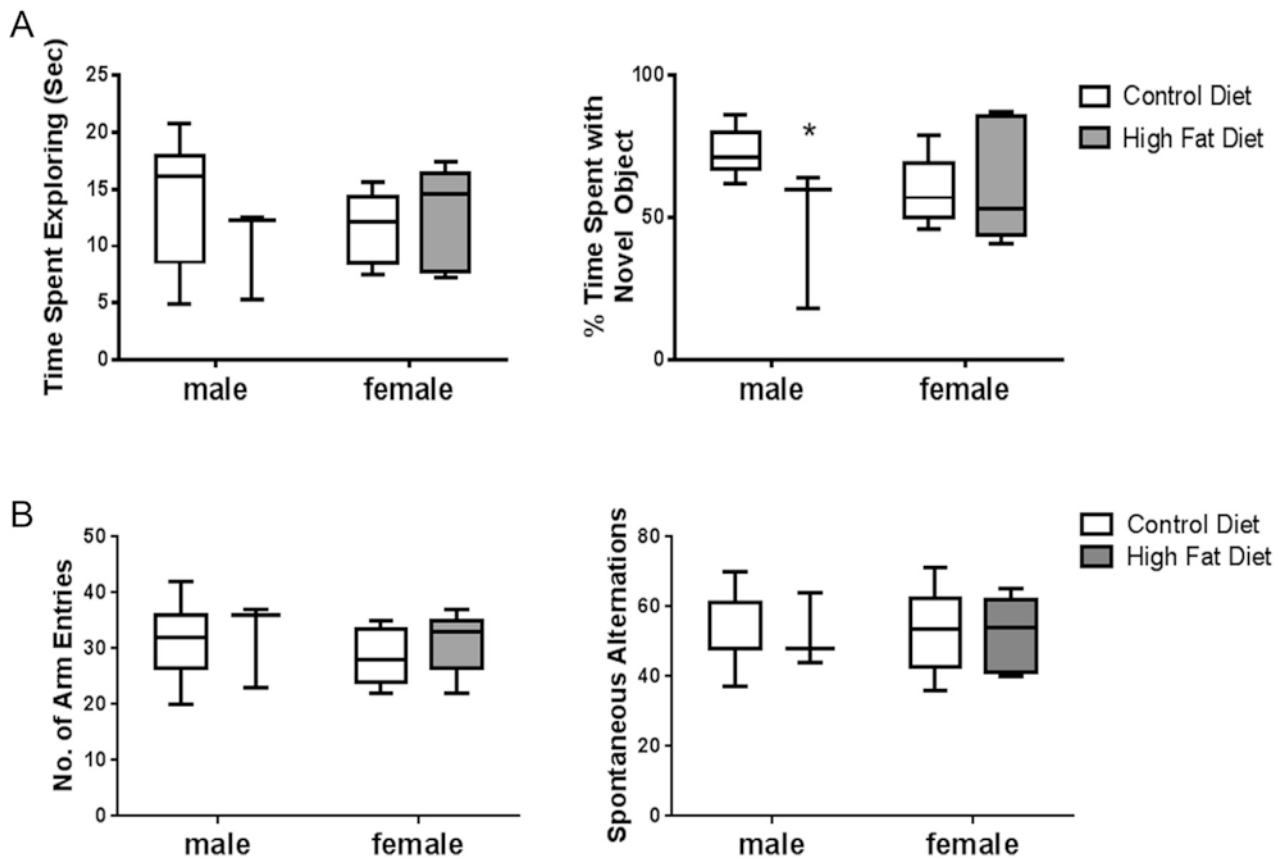 A
Time Spent Exploring (Sec)
25
20
15
10
5
0
male
female
% Time Spent with
Novel Object
100
50
0
*
male
female
Control Diet
High Fat Diet
B
No. of Arm Entries
50
40
30
20
10
0
male
female
Spontaneous Alternations
80
60
40
20
0
male
female
Control Diet
High Fat Diet